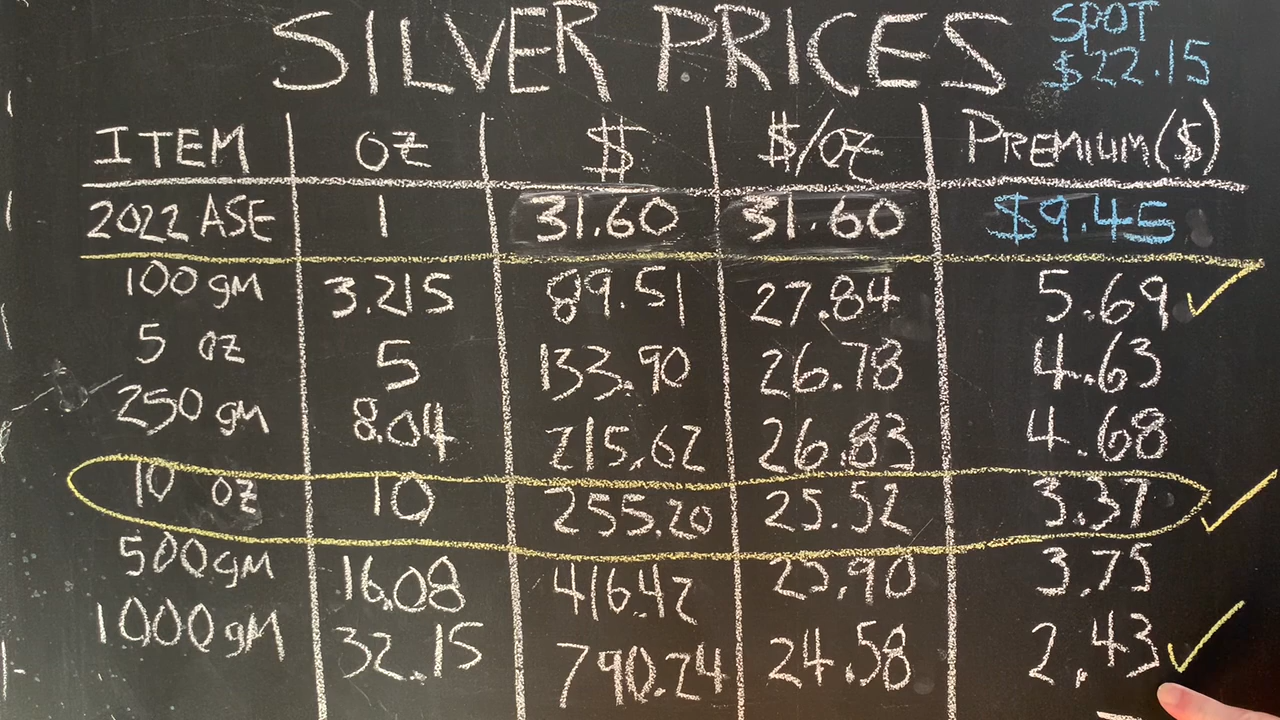 SILVER PRICES
SPOT
$22.15
ITEM OZ $ $/OZ PREMIUM($)
2022 ASE 1 31.60 31.60 $9.45
100 gm 3.215 89.51 27.84 5.69
5 oz 5 133.90 26.78 4.63
250 gm 8.04 215.62 26.83 4.68
10 oz 10 255.20 25.52 3.37
500 gm 16.08 416.42 25.90 3.75
1000 gm 32.15 790.24 24.58 2.43